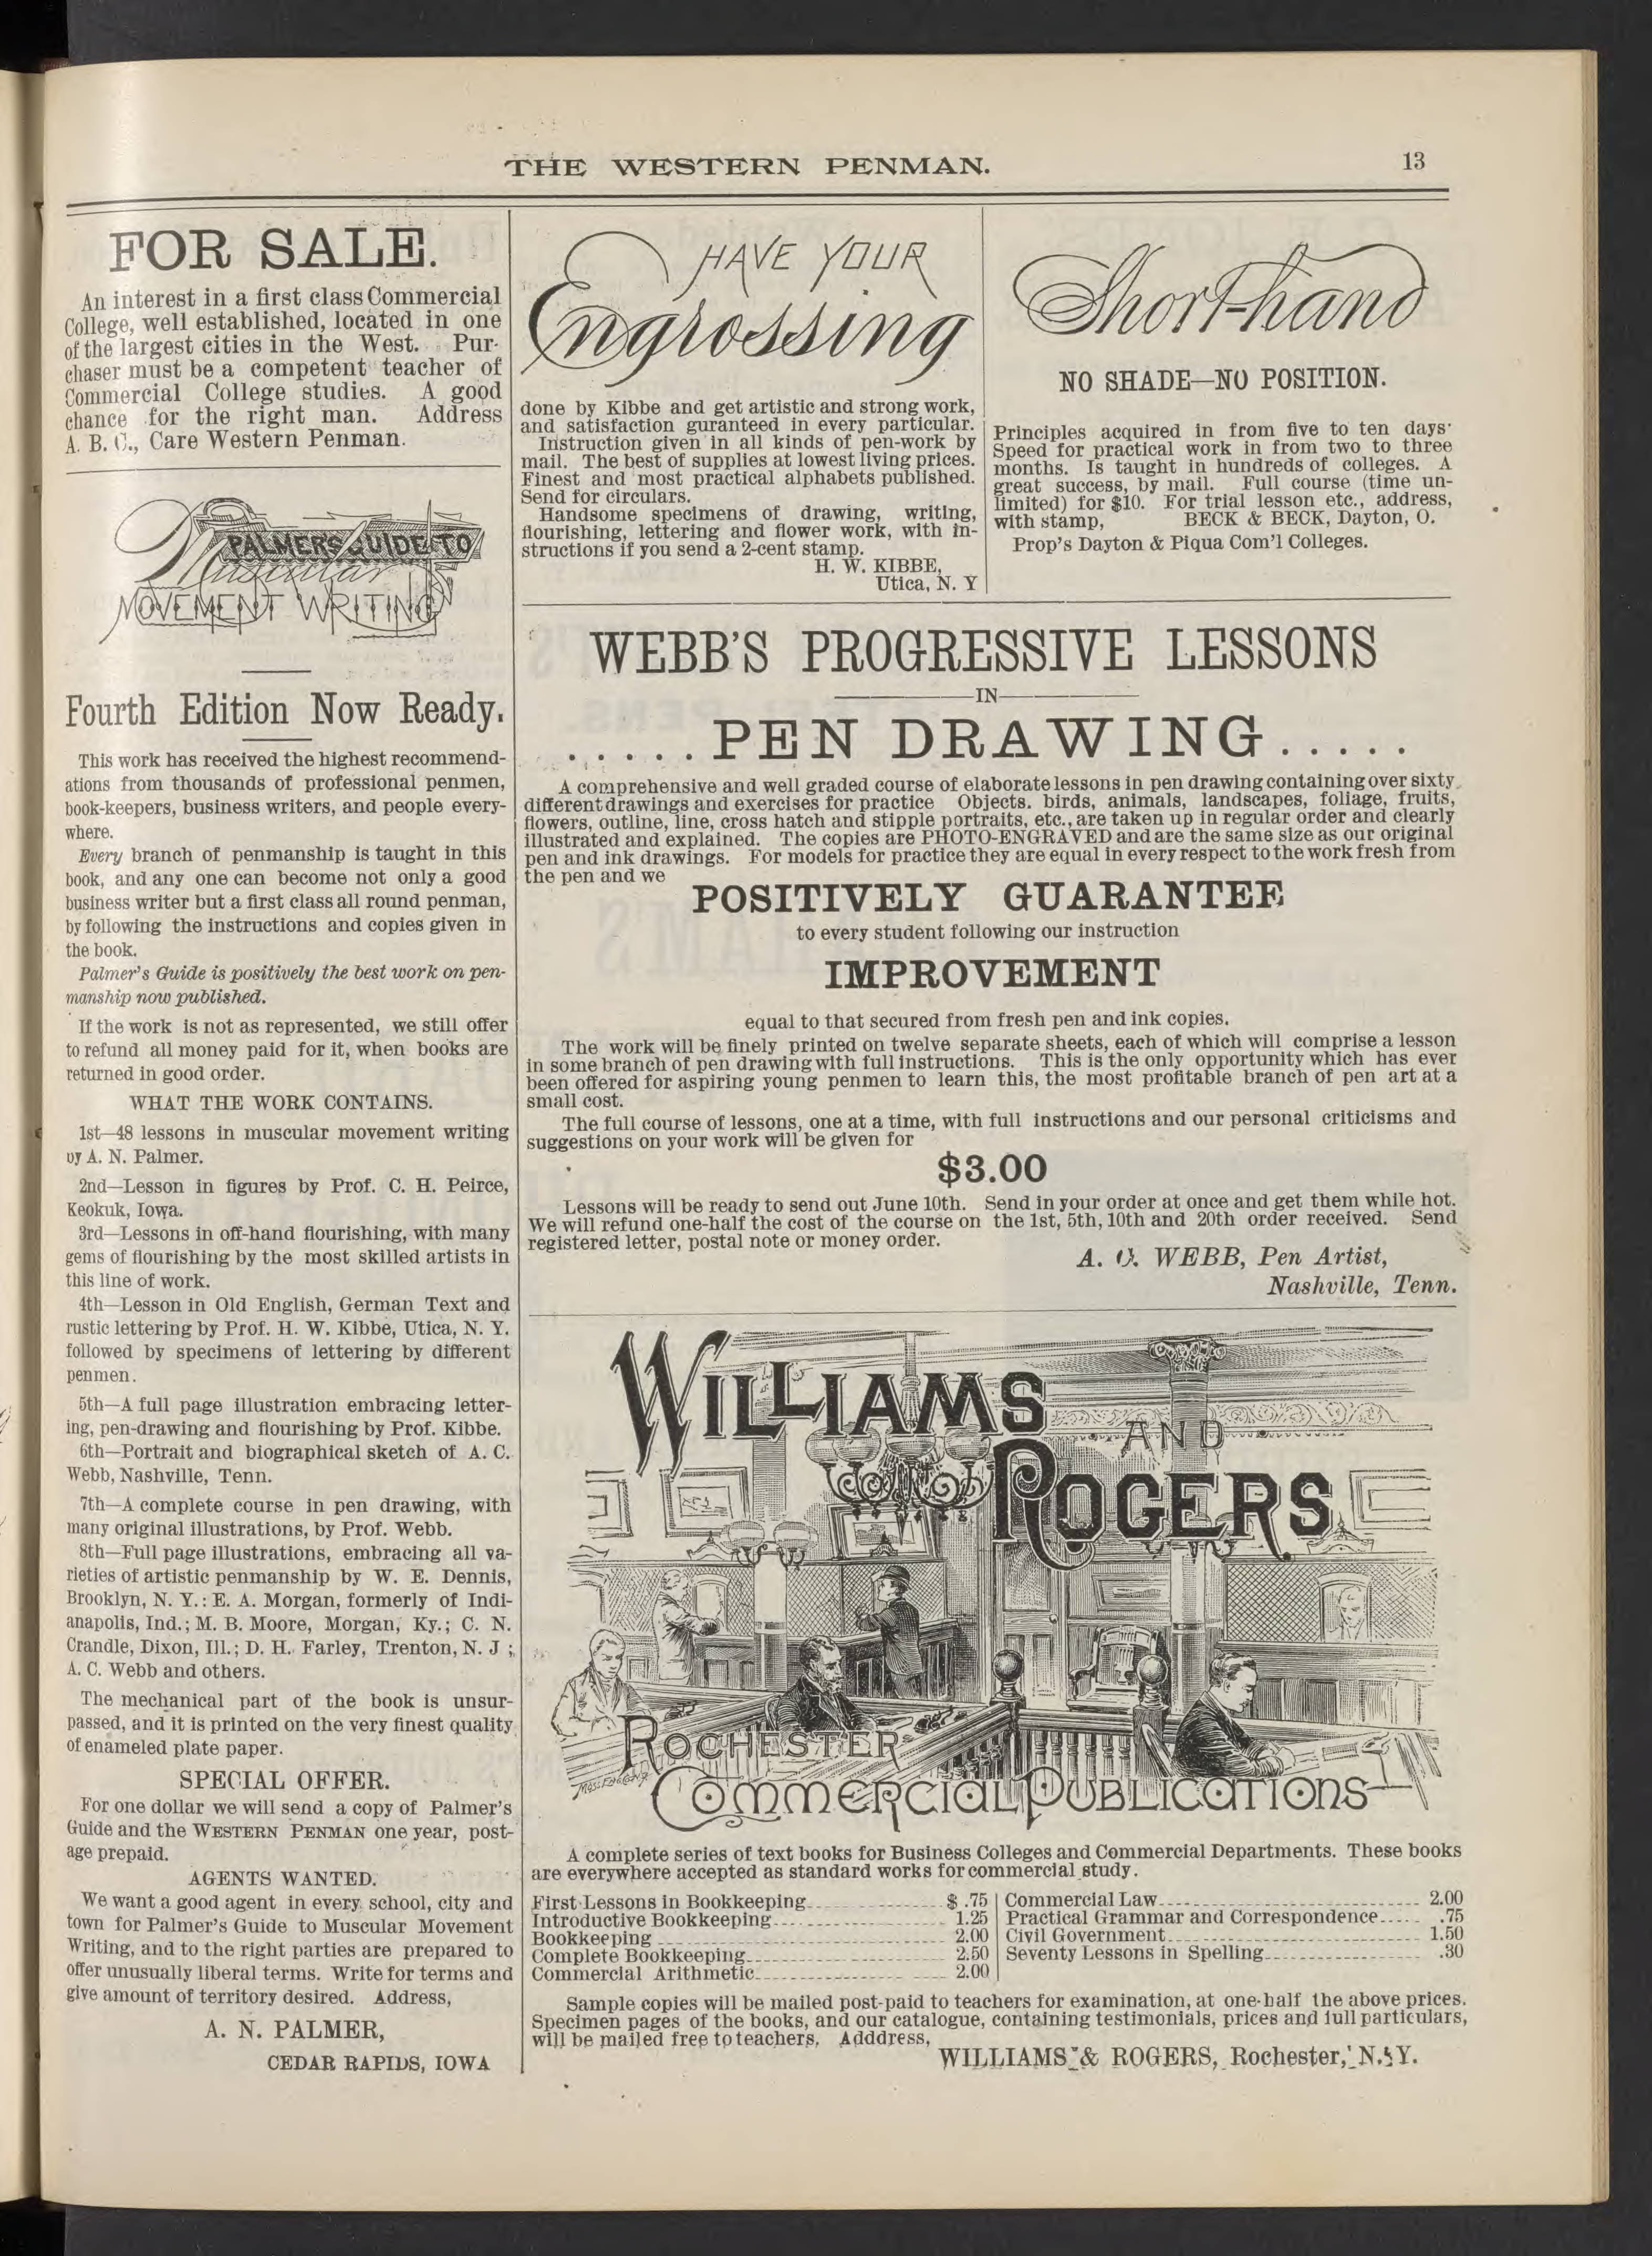 THE WESTERN PENMAN.
13
FOR SALE.
An interest in a first class Commercial
College, well established, located in one
of the largest cities in the West. Pur-
chaser must be a competent teacher of
Commercial College studies. A good
chance for the right man. Address
A. B. C., Care Western Penman.
PALMER'S GUIDE TO
Muscular
MOVEMENT WRITING
Fourth Edition Now Ready.
This work has received the highest recommend-
ations from thousands of professional penmen,
book-keepers, business writers, and people every-
where.
Every branch of penmanship is taught in this
book, and any one can become not only a good
business writer but a first class all round penman,
by following the instructions and copies given in
the book.
Palmer's Guide is positively the best work on pen-
manship now published.
If the work is not as represented, we still offer
to refund all money paid for it, when books are
returned in good order.
WHAT THE WORK CONTAINS.
1st—48 lessons in muscular movement writing
by A. N. Palmer.
2nd—Lesson in figures by Prof. C. H. Peirce,
Keokuk, Iowa.
3rd—Lessons in off-hand flourishing, with many
gems of flourishing by the most skilled artists in
this line of work.
4th—Lesson in Old English, German Text and
rustic lettering by Prof. H. W. Kibbe, Utica, N. Y.
followed by specimens of lettering by different
penmen.
5th—A full page illustration embracing letter-
ing, pen-drawing and flourishing by Prof. Kibbe.
6th—Portrait and biographical sketch of A. C.
Webb, Nashville, Tenn.
7th—A complete course in pen drawing, with
many original illustrations, by Prof. Webb.
8th—Full page illustrations, embracing all va-
rieties of artistic penmanship by W. E. Dennis,
Brooklyn, N. Y.: E. A. Morgan, formerly of Indi-
anapolis, Ind.; M. B. Moore, Morgan, Ky.; C. N.
Crandle, Dixon, Ill.; D. H. Farley, Trenton, N. J ;
A. C. Webb and others.
The mechanical part of the book is unsur-
passed, and it is printed on the very finest quality
of enameled plate paper.
SPECIAL OFFER.
For one dollar we will send a copy of Palmer's
Guide and the WESTERN PENMAN one year, post-
age prepaid.
AGENTS WANTED.
We want a good agent in every school, city and
town for Palmer's Guide to Muscular Movement
Writing, and to the right parties are prepared to
offer unusually liberal terms. Write for terms and
give amount of territory desired. Address,
A. N. PALMER,
CEDAR RAPIDS, IOWA
HAVE YOUR
Engrossing
done by Kibbe and get artistic and strong work,
and satisfaction guranteed in every particular.
Instruction given in all kinds of pen-work by
mail. The best of supplies at lowest living prices.
Finest and most practical alphabets published.
Send for circulars.
Handsome specimens of drawing, writing,
flourishing, lettering and flower work, with in-
structions if you send a 2-cent stamp.
H. W. KIBBE,
Utica, N. Y
Short-hand
NO SHADE—NO POSITION.
Principles acquired in from five to ten days·
Speed for practical work in from two to three
months. Is taught in hundreds of colleges. A
great success, by mail. Full course (time un-
limited) for $10. For trial lesson etc., address,
with stamp, BECK & BECK, Dayton, O.
Prop's Dayton & Piqua Com'l Colleges.
WEBB'S PROGRESSIVE LESSONS
IN
.....PEN DRAWING.....
A comprehensive and well graded course of elaborate lessons in pen drawing containing over sixty
different drawings and exercises for practice Objects. birds, animals, landscapes, foliage, fruits,
flowers, outline, line, cross hatch and stipple portraits, etc., are taken up in regular order and clearly
illustrated and explained. The copies are PHOTO-ENGRAVED and are the same size as our original
pen and ink drawings. For models for practice they are equal in every respect to the work fresh from
the pen and we
POSITIVELY GUARANTEE
to every student following our instruction
IMPROVEMENT
equal to that secured from fresh pen and ink copies.
The work will be finely printed on twelve separate sheets, each of which will comprise a lesson
in some branch of pen drawing with full instructions. This is the only opportunity which has ever
been offered for aspiring young penmen to learn this, the most profitable branch of pen art at a
small cost.
The full course of lessons, one at a time, with full instructions and our personal criticisms and
suggestions on your work will be given for
$3.00
Lessons will be ready to send out June 10th. Send in your order at once and get them while hot.
We will refund one-half the cost of the course on the 1st, 5th, 10th and 20th order received. Send
registered letter, postal note or money order.
A. C. WEBB, Pen Artist,
Nashville, Tenn.
WILLIAMS
AND
ROGERS
ROCHESTER
COMMERCIAL PUBLICATIONS
A complete series of text books for Business Colleges and Commercial Departments. These books
are everywhere accepted as standard works for commercial study.
First Lessons in Bookkeeping $ .75
Introductive Bookkeeping 1.25
Bookkeeping 2.00
Complete Bookkeeping 2.50
Commercial Arithmetic 2.00
Commercial Law 2.00
Practical Grammar and Correspondence .75
Civil Government 1.50
Seventy Lessons in Spelling .30
Sample copies will be mailed post-paid to teachers for examination, at one-half the above prices.
Specimen pages of the books, and our catalogue, containing testimonials, prices and full particulars,
will be mailed free to teachers. Adddress,
WILLIAMS & ROGERS, Rochester, N. Y.